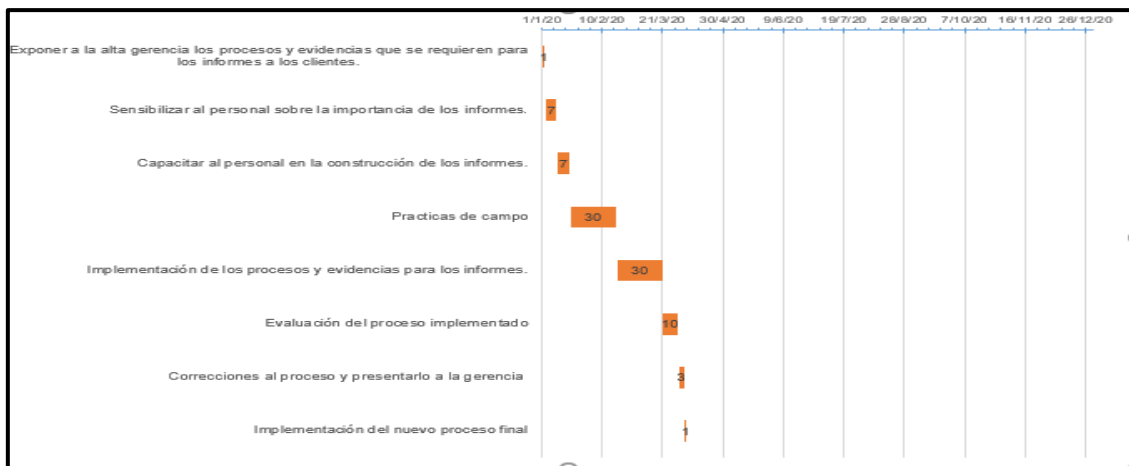 1/1/20 10/2/20 21/3/20 30/4/20 9/6/20 19/7/20 28/8/20 7/10/20 16/11/20 26/12/20
Exponer a la alta gerencia los procesos y evidencias que se requieren para
los informes a los clientes.
1
Sensibilizar al personal sobre la importancia de los informes.
7
Capacitar al personal en la construcción de los informes.
7
Practicas de campo
30
Implementación de los procesos y evidencias para los informes.
30
Evaluación del proceso implementado
10
Correcciones al proceso y presentarlo a la gerencia
3
Implementación del nuevo proceso final
1